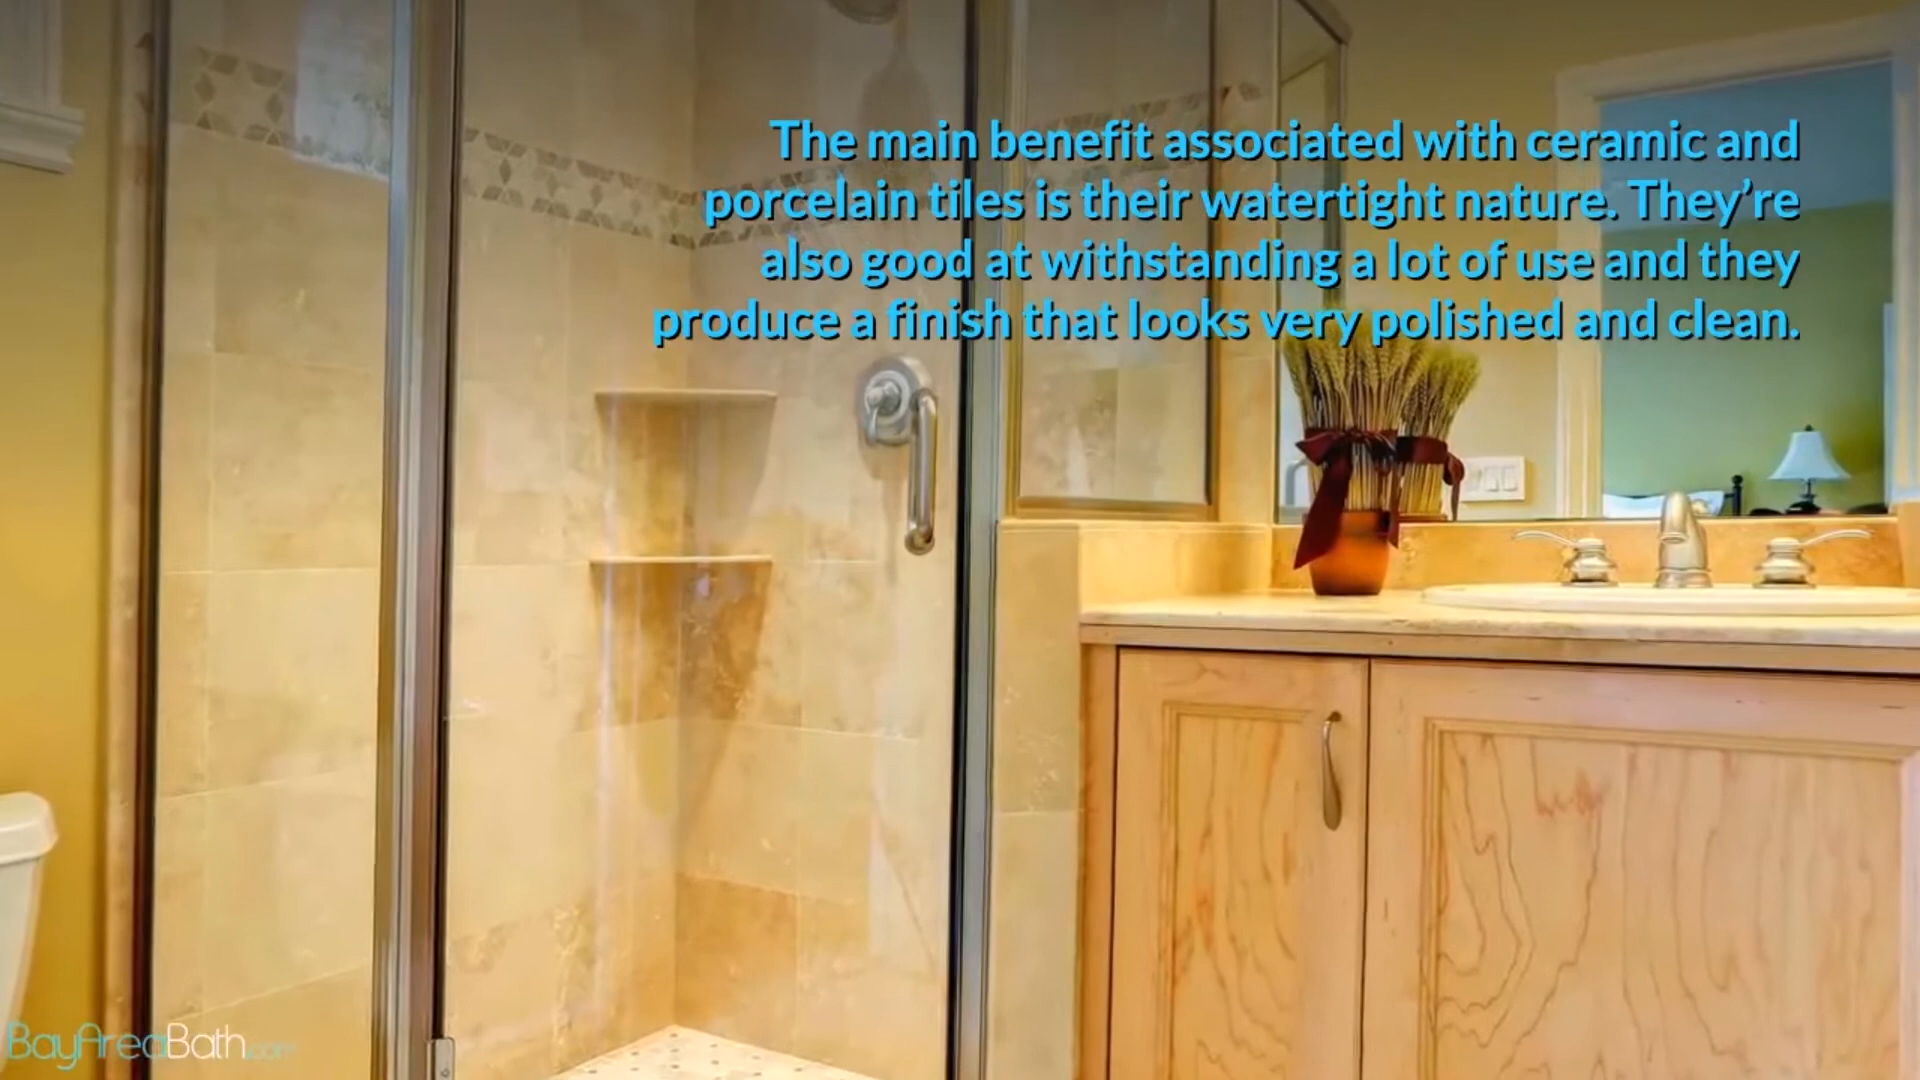 The main benefit associated with ceramic and
porcelain tiles is their watertight nature. They’re
also good at withstanding a lot of use and they
produce a finish that looks very polished and clean.
BayAreaBath.com